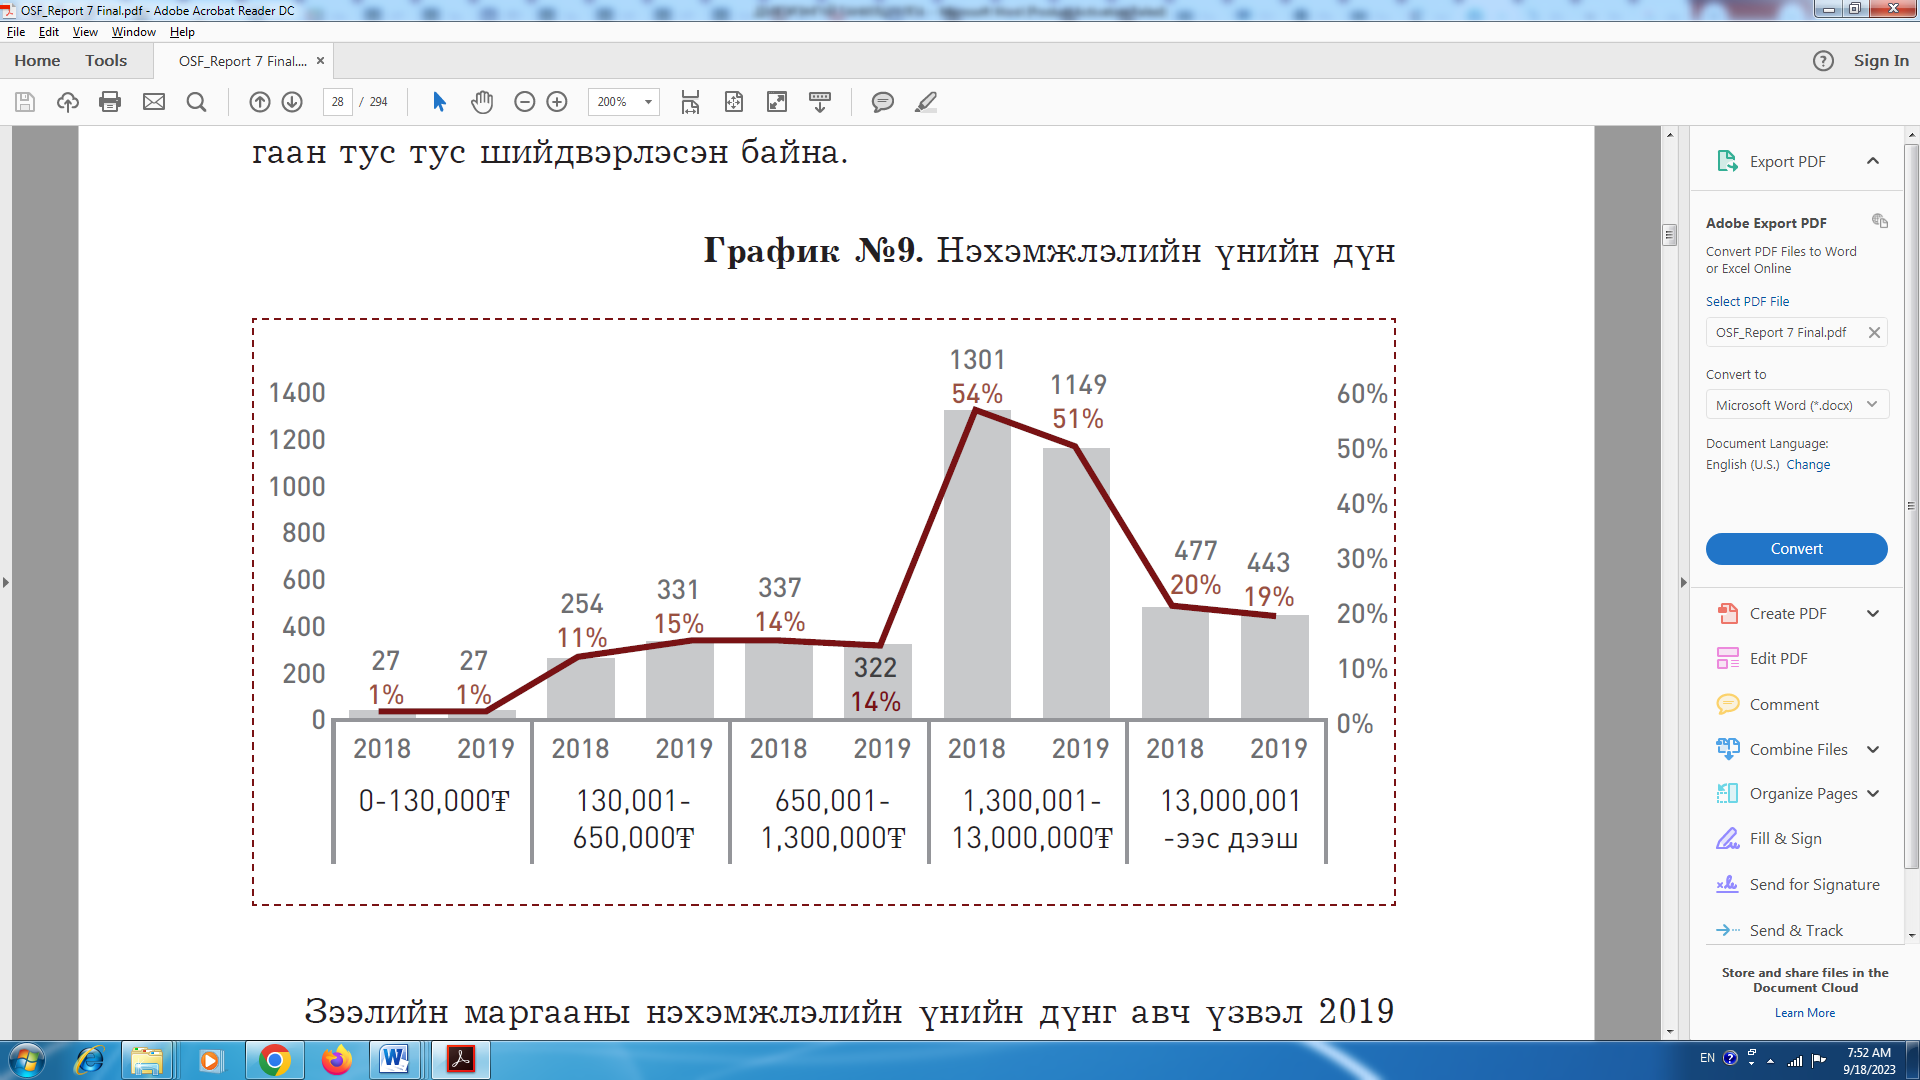 OSF_Report 7 Final.pdf - Adobe Acrobat Reader DC
File Edit View Window Help
Home Tools OSF_Report 7 Final.... × Sign In
28 / 294 200%
гаан тус тус шийдвэрлэсэн байна.
График №9. Нэхэмжлэлийн үнийн дүн
1400
1200
1000
800
600
400
200
0
60%
50%
40%
30%
20%
10%
0%
27
1%
27
1%
254
11%
331
15%
337
14%
322
14%
1301
54%
1149
51%
477
20%
443
19%
2018 2019 2018 2019 2018 2019 2018 2019 2018 2019
0-130,000₮
130,001-
650,000₮
650,001-
1,300,000₮
1,300,001-
13,000,000₮
13,000,001
-ээс дээш
Зээлийн маргааны нэхэмжлэлийн үнийн дүнг авч үзвэл 2019
Export PDF
Adobe Export PDF
Convert PDF Files to Word
or Excel Online
Select PDF File
OSF_Report 7 Final.pdf
Convert to
Microsoft Word (*.docx)
Document Language:
English (U.S.) Change
Convert
Create PDF
Edit PDF
Comment
Combine Files
Organize Pages
Fill & Sign
Send for Signature
Send & Track
Store and share files in the
Document Cloud
Learn More
EN
7:52 AM
9/18/2023